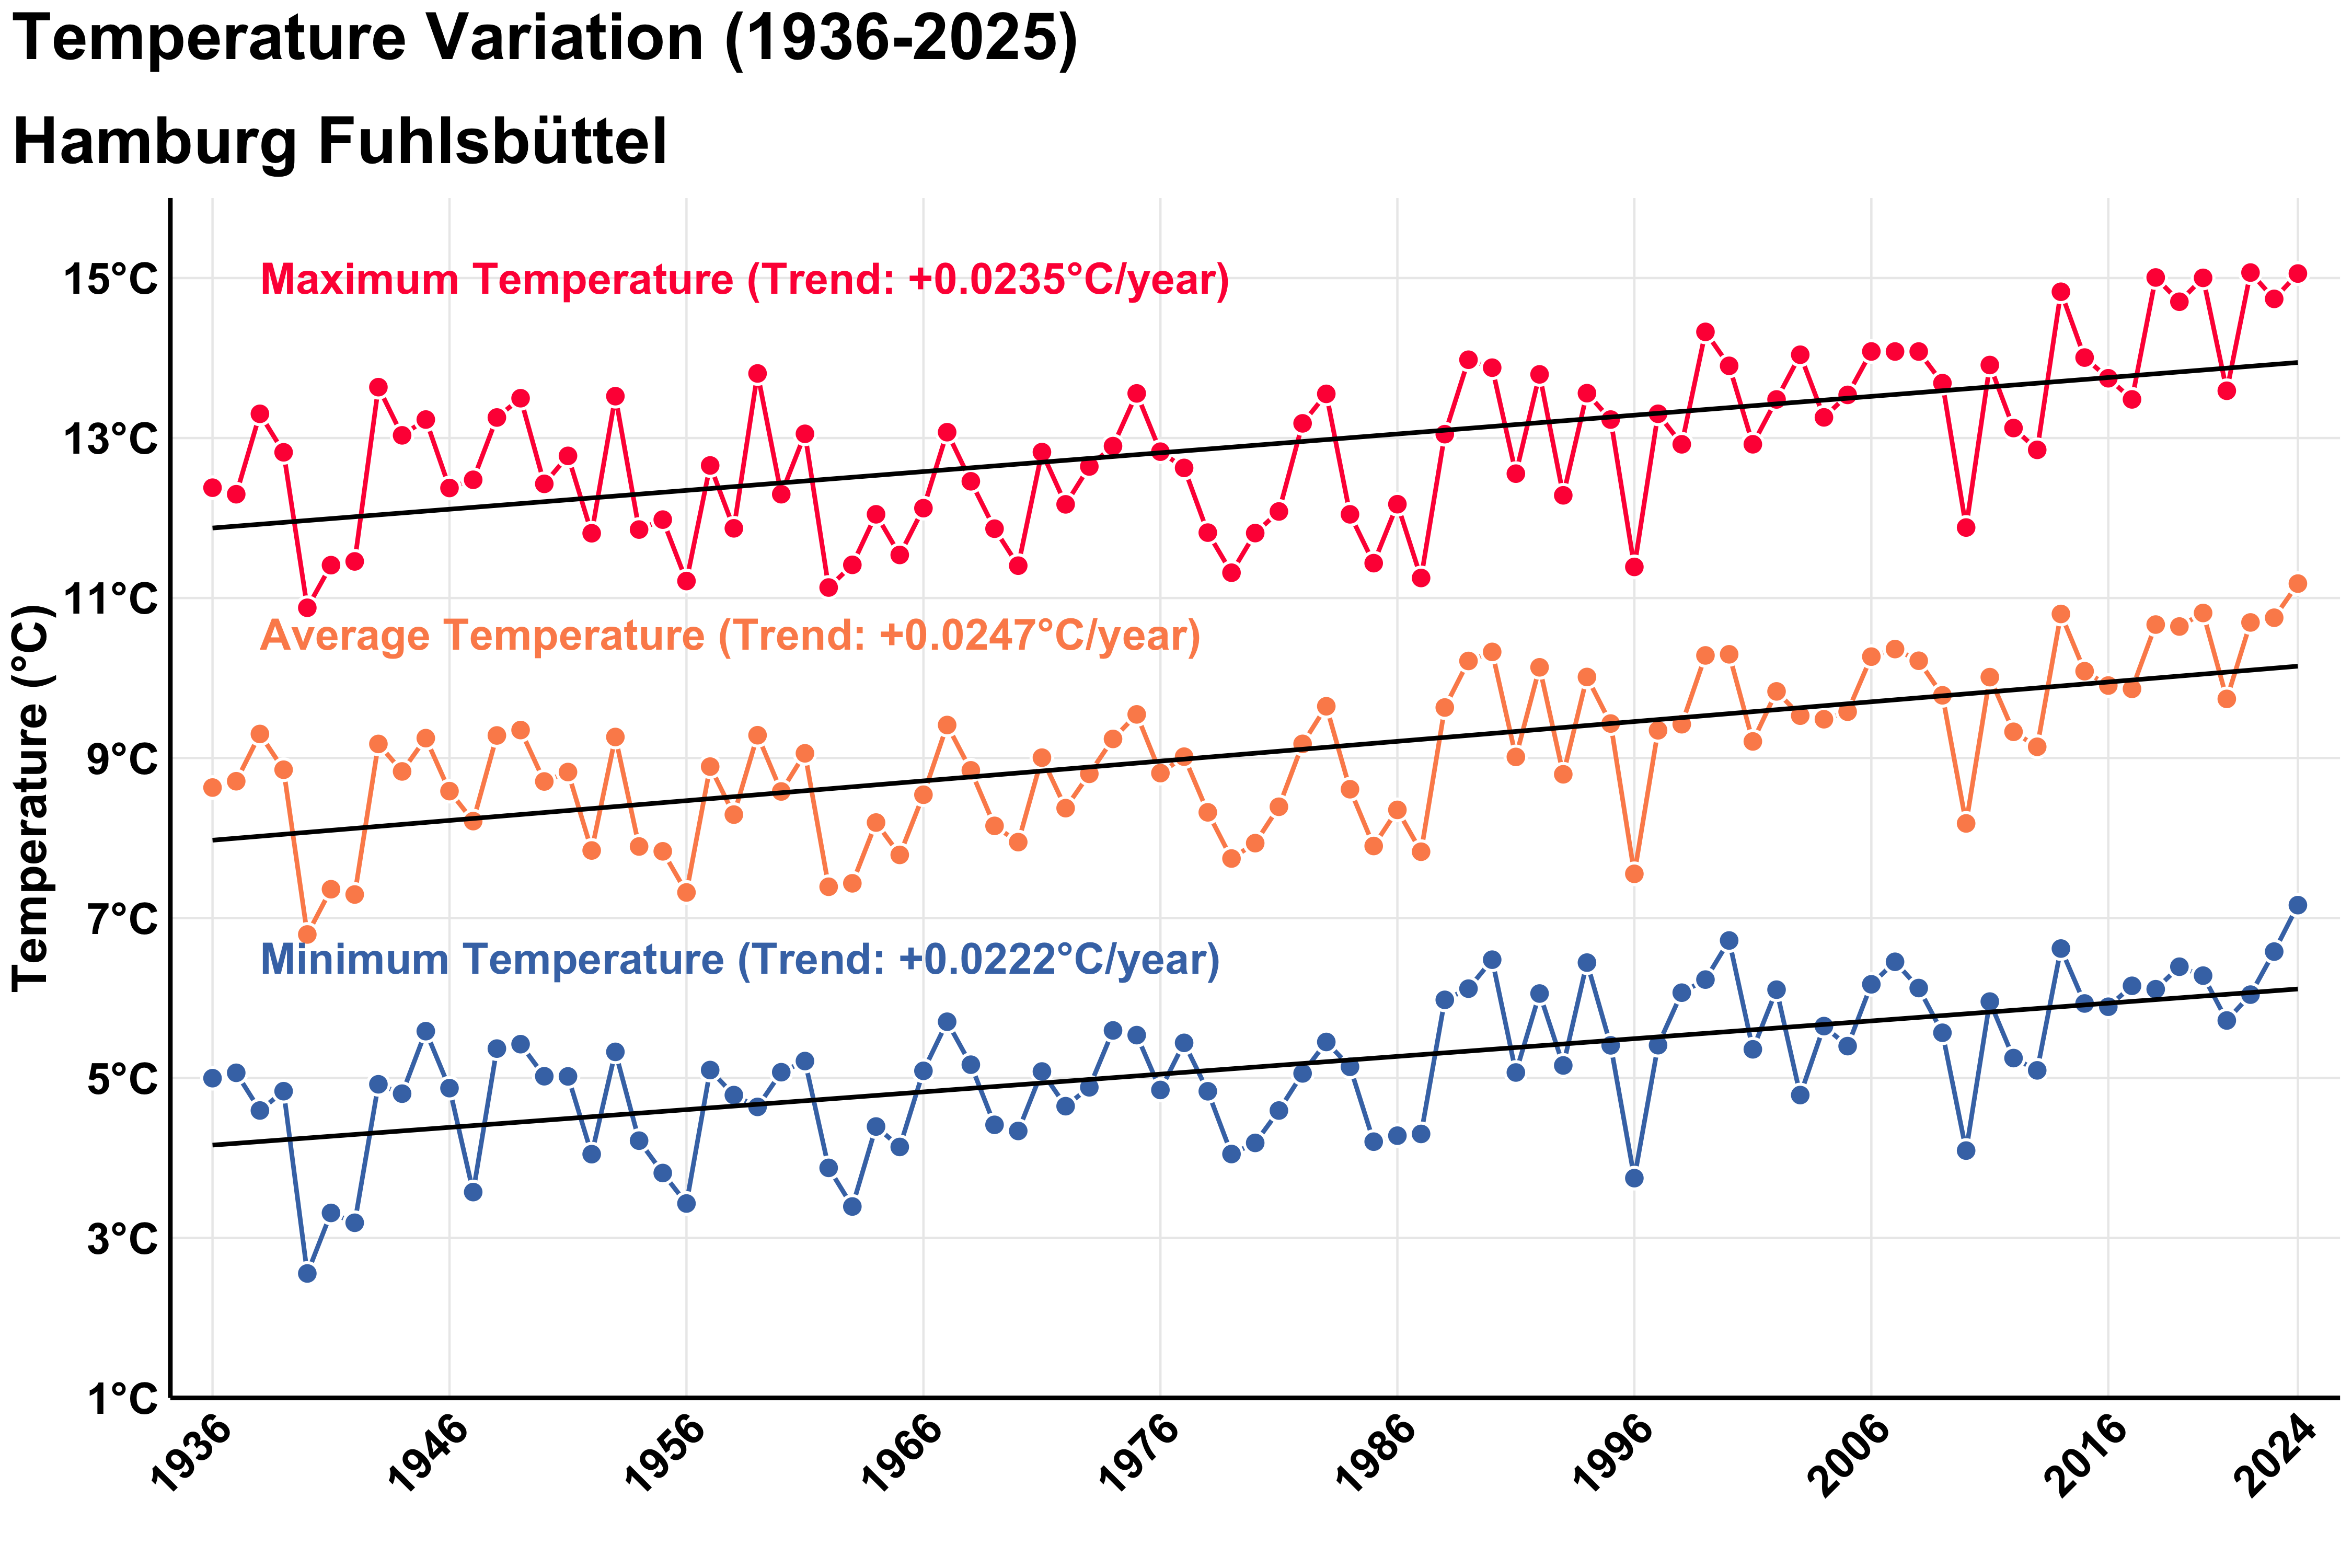 Temperature Variation (1936-2025)
Hamburg Fuhlsbüttel
Temperature (°C)
15°C
13°C
11°C
9°C
7°C
5°C
3°C
1°C
Maximum Temperature (Trend: +0.0235°C/year)
Average Temperature (Trend: +0.0247°C/year)
Minimum Temperature (Trend: +0.0222°C/year)
1936
1946
1956
1966
1976
1986
1996
2006
2016
2024